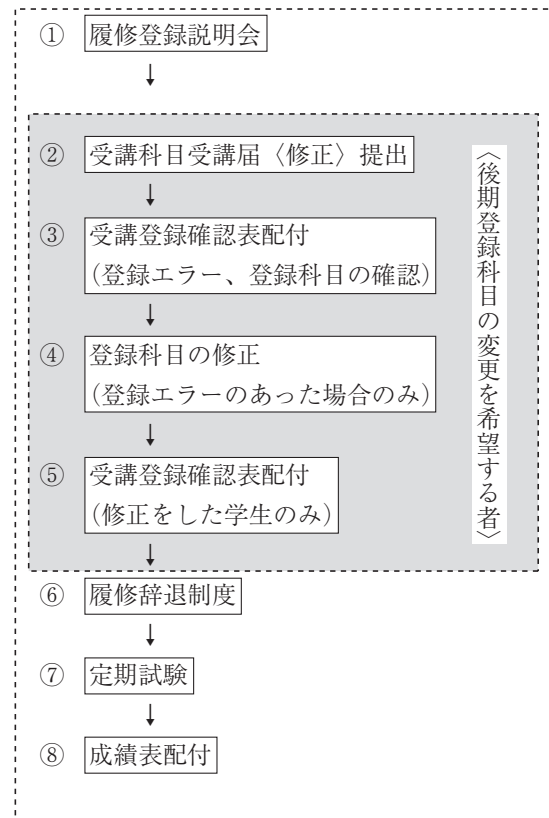 ① 履修登録説明会
↓
② 受講科目受講届〈修正〉提出
↓
③ 受講登録確認表配付
(登録エラー、登録科目の確認)
↓
④ 登録科目の修正
(登録エラーのあった場合のみ)
↓
⑤ 受講登録確認表配付
(修正をした学生のみ)
↓
〈後期登録科目の変更を希望する者〉
⑥ 履修辞退制度
↓
⑦ 定期試験
↓
⑧ 成績表配付